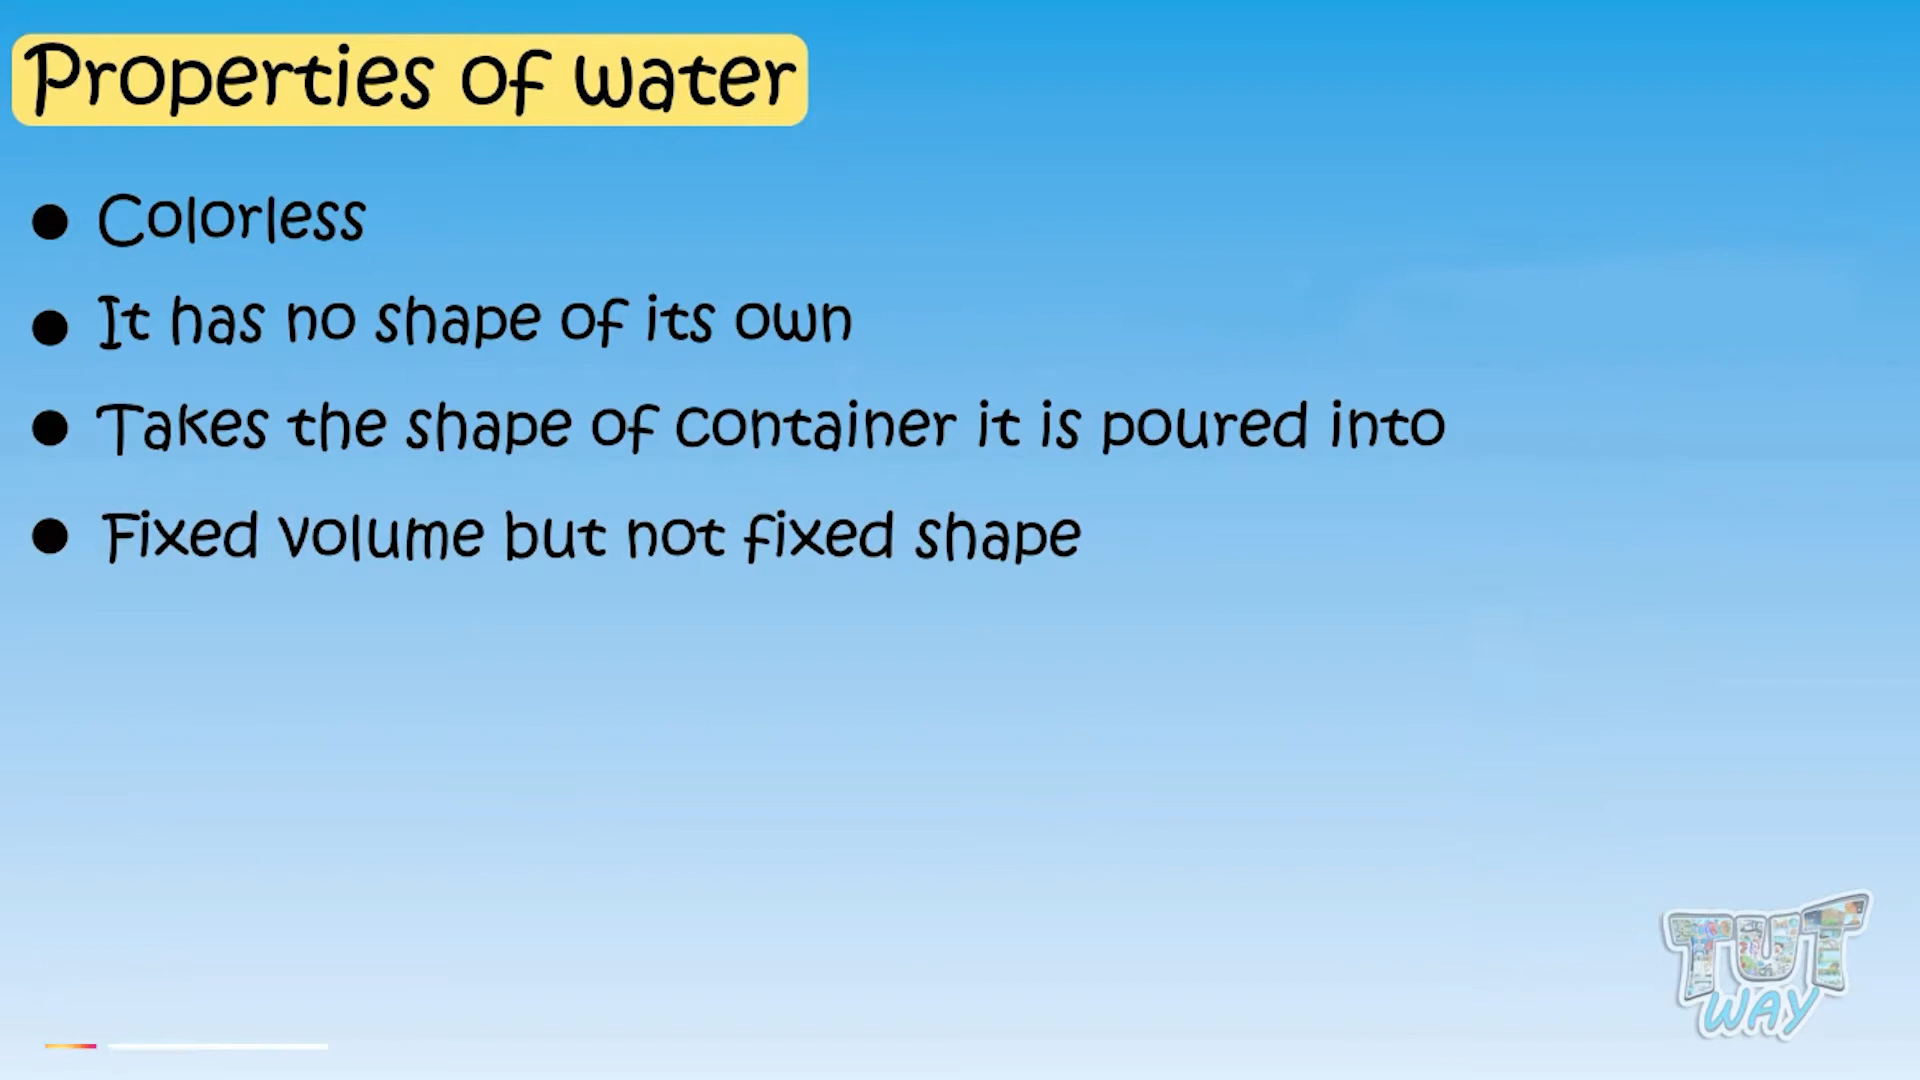 Properties of water
● Colorless
● It has no shape of its own
● Takes the shape of container it is poured into
● Fixed volume but not fixed shape
TUT
WAY